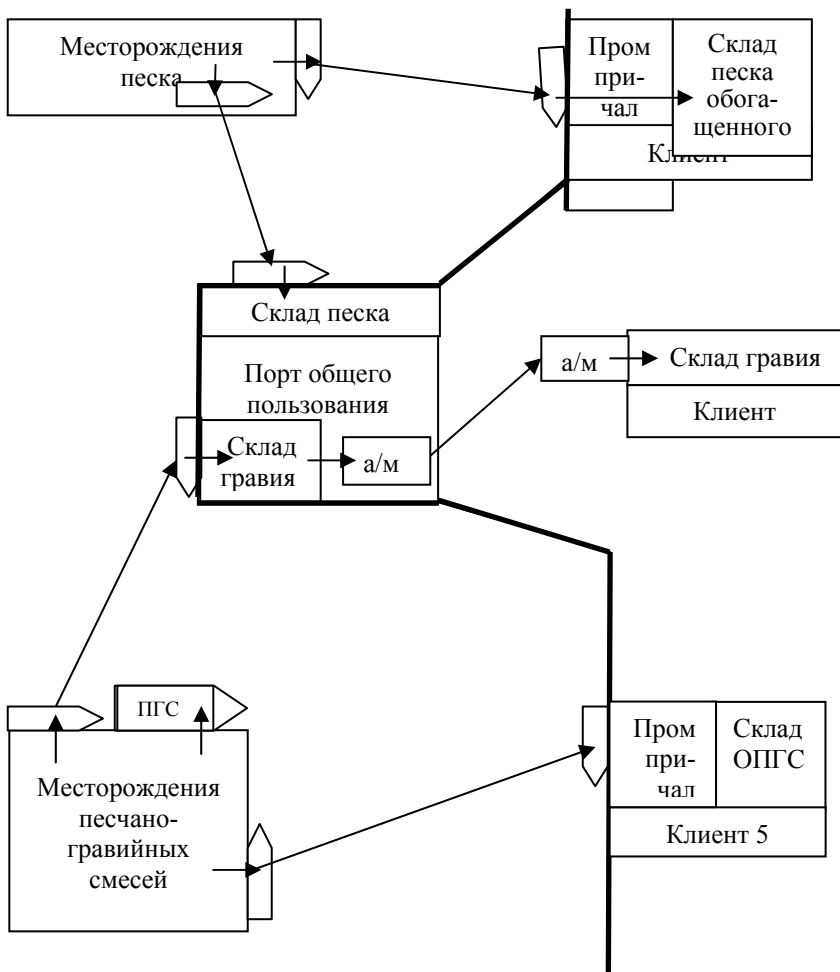 Месторождения
песка
Пром
при-
чал
Склад
песка
обога-
щенного
Клиент
Склад песка
Порт общего
пользования
Склад
гравия
а/м
а/м
Склад гравия
Клиент
ПГС
Месторождения
песчано-
гравийных
смесей
Пром
при-
чал
Склад
ОПГС
Клиент 5